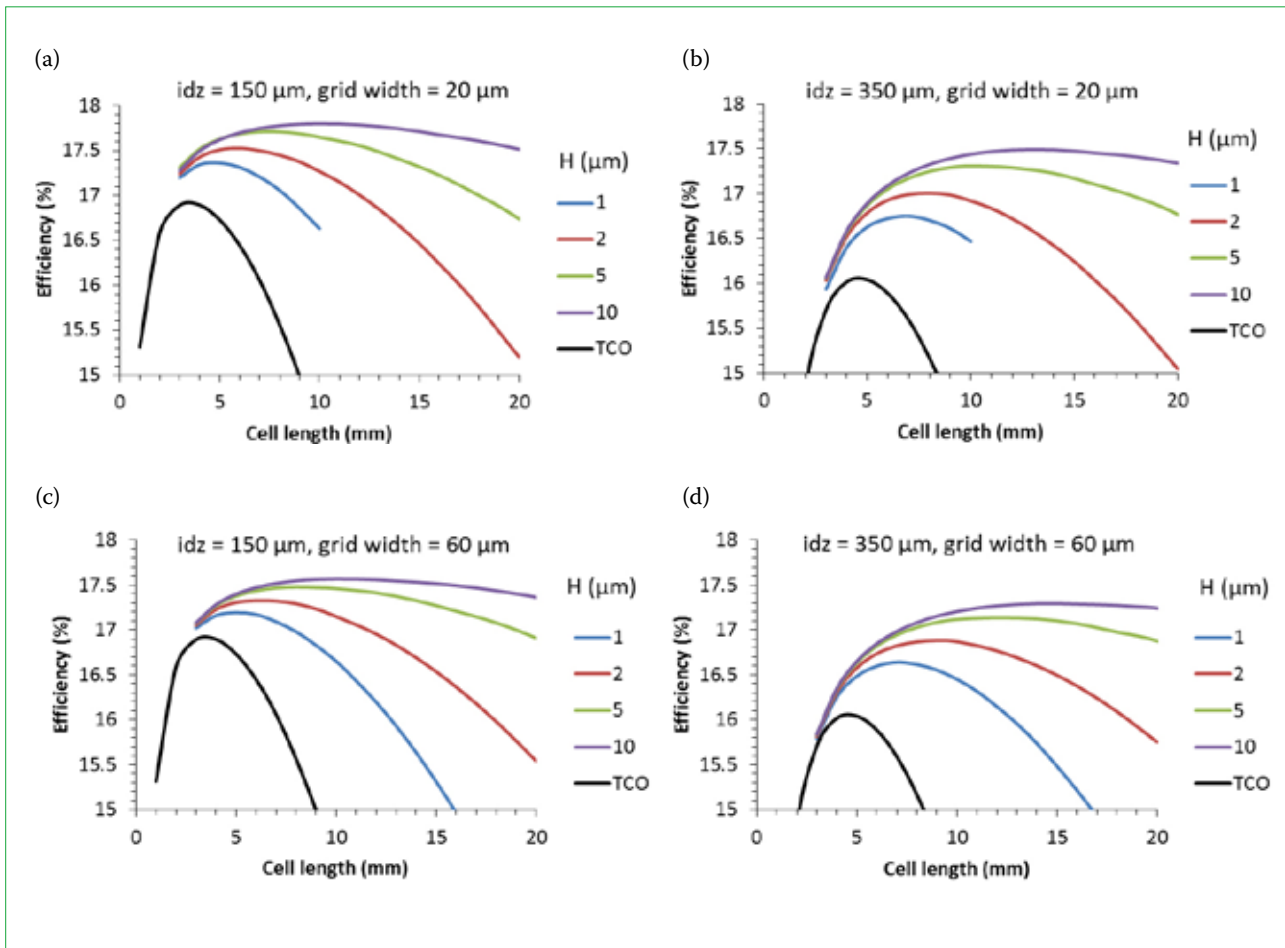 (a)
idz = 150 µm, grid width = 20 µm
18
17.5
17
16.5
16
15.5
15
Efficiency (%)
0
5
10
15
20
Cell length (mm)
H (µm)
1
2
5
10
TCO
(b)
idz = 350 µm, grid width = 20 µm
18
17.5
17
16.5
16
15.5
15
Efficiency (%)
0
5
10
15
20
Cell length (mm)
H (µm)
1
2
5
10
TCO
(c)
idz = 150 µm, grid width = 60 µm
18
17.5
17
16.5
16
15.5
15
Efficiency (%)
0
5
10
15
20
Cell length (mm)
H (µm)
1
2
5
10
TCO
(d)
idz = 350 µm, grid width = 60 µm
18
17.5
17
16.5
16
15.5
15
Efficiency (%)
0
5
10
15
20
Cell length (mm)
H (µm)
1
2
5
10
TCO